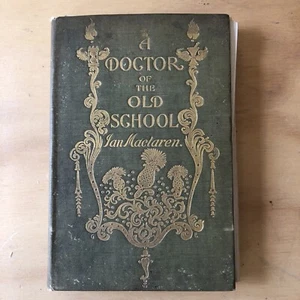 A
DOCTOR
OF THE
OLD
SCHOOL
Ian Maclaren.